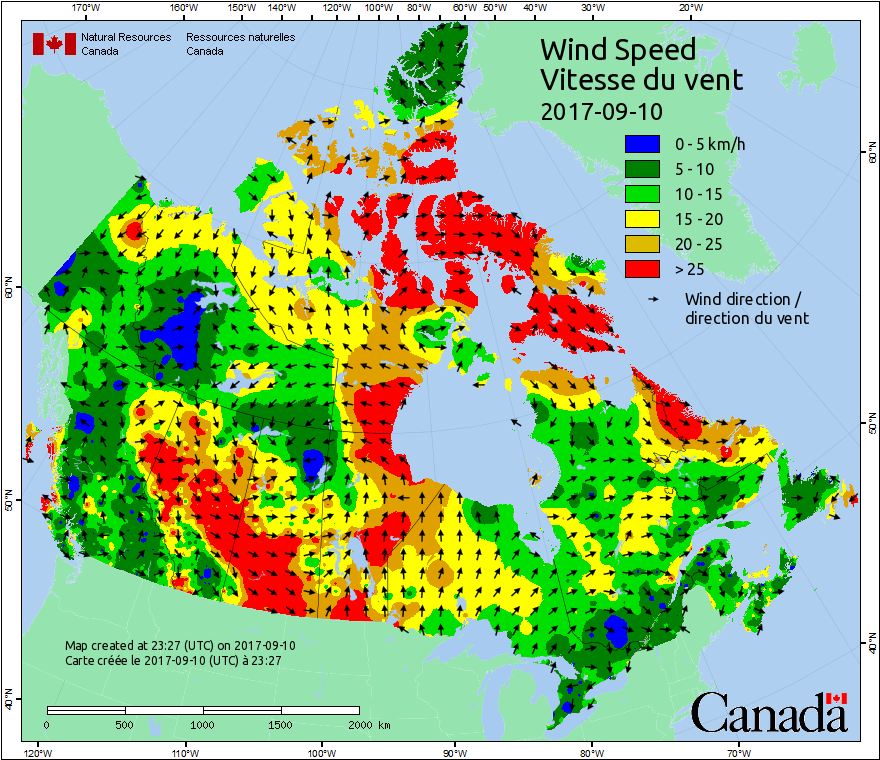 170°W 160°W 150°W 140°W 130°W 120°W 110°W 100°W 90°W 80°W 70°W 60°W 50°W 40°W 30°W 20°W
Natural Resources Ressources naturelles
Canada Canada
Wind Speed
Vitesse du vent
2017-09-10
0 - 5 km/h
5 - 10
10 - 15
15 - 20
20 - 25
> 25
Wind direction /
direction du vent
60°N
50°N
40°N
60°N
50°N
40°N
Map created at 23:27 (UTC) on 2017-09-10
Carte créée le 2017-09-10 (UTC) à 23:27
0 500 1000 1500 2000 km
Canada
120°W 110°W 100°W 90°W 80°W 70°W